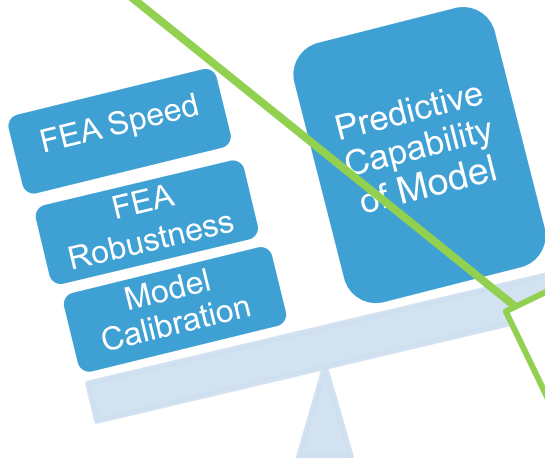 FEA Speed
FEA
Robustness
Model
Calibration
Predictive
Capability
of Model